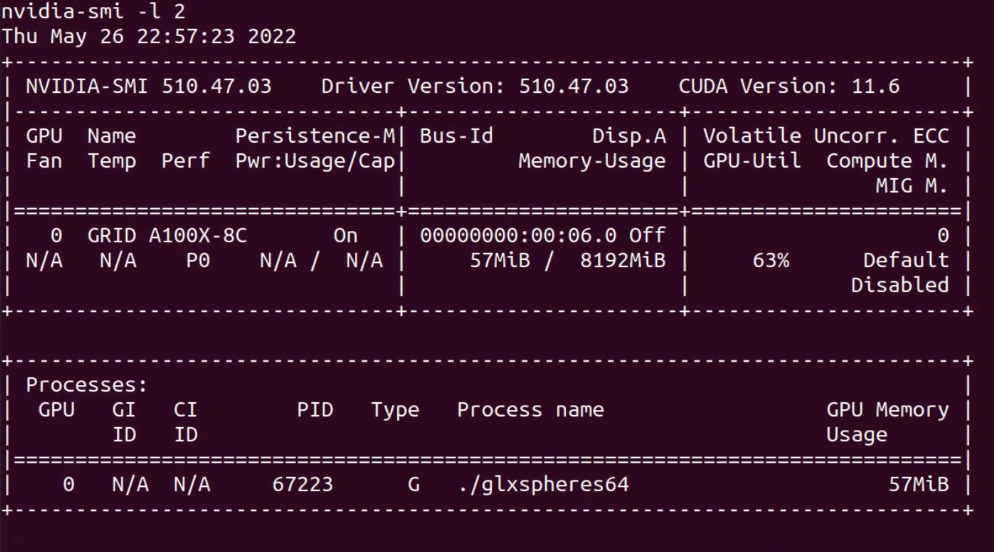 nvidia-smi -l 2
Thu May 26 22:57:23 2022
+-----------------------------------------------------------------------------+
| NVIDIA-SMI 510.47.03    Driver Version: 510.47.03    CUDA Version: 11.6     |
|-------------------------------+----------------------+----------------------+
| GPU  Name        Persistence-M| Bus-Id        Disp.A | Volatile Uncorr. ECC |
| Fan  Temp  Perf  Pwr:Usage/Cap|         Memory-Usage | GPU-Util  Compute M. |
|                               |                      |               MIG M. |
|===============================+======================+======================|
|   0  GRID A100X-8C       On   | 00000000:00:06.0 Off |                    0 |
| N/A   N/A    P0    N/A /  N/A |     57MiB /  8192MiB |     63%      Default |
|                               |                      |             Disabled |
+-------------------------------+----------------------+----------------------+
+-----------------------------------------------------------------------------+
| Processes:                                                                  |
|  GPU   GI   CI        PID   Type   Process name                  GPU Memory |
|        ID   ID                                                   Usage      |
|=============================================================================|
|    0   N/A  N/A     67223      G   ./glxspheres64                     57MiB |
+-----------------------------------------------------------------------------+